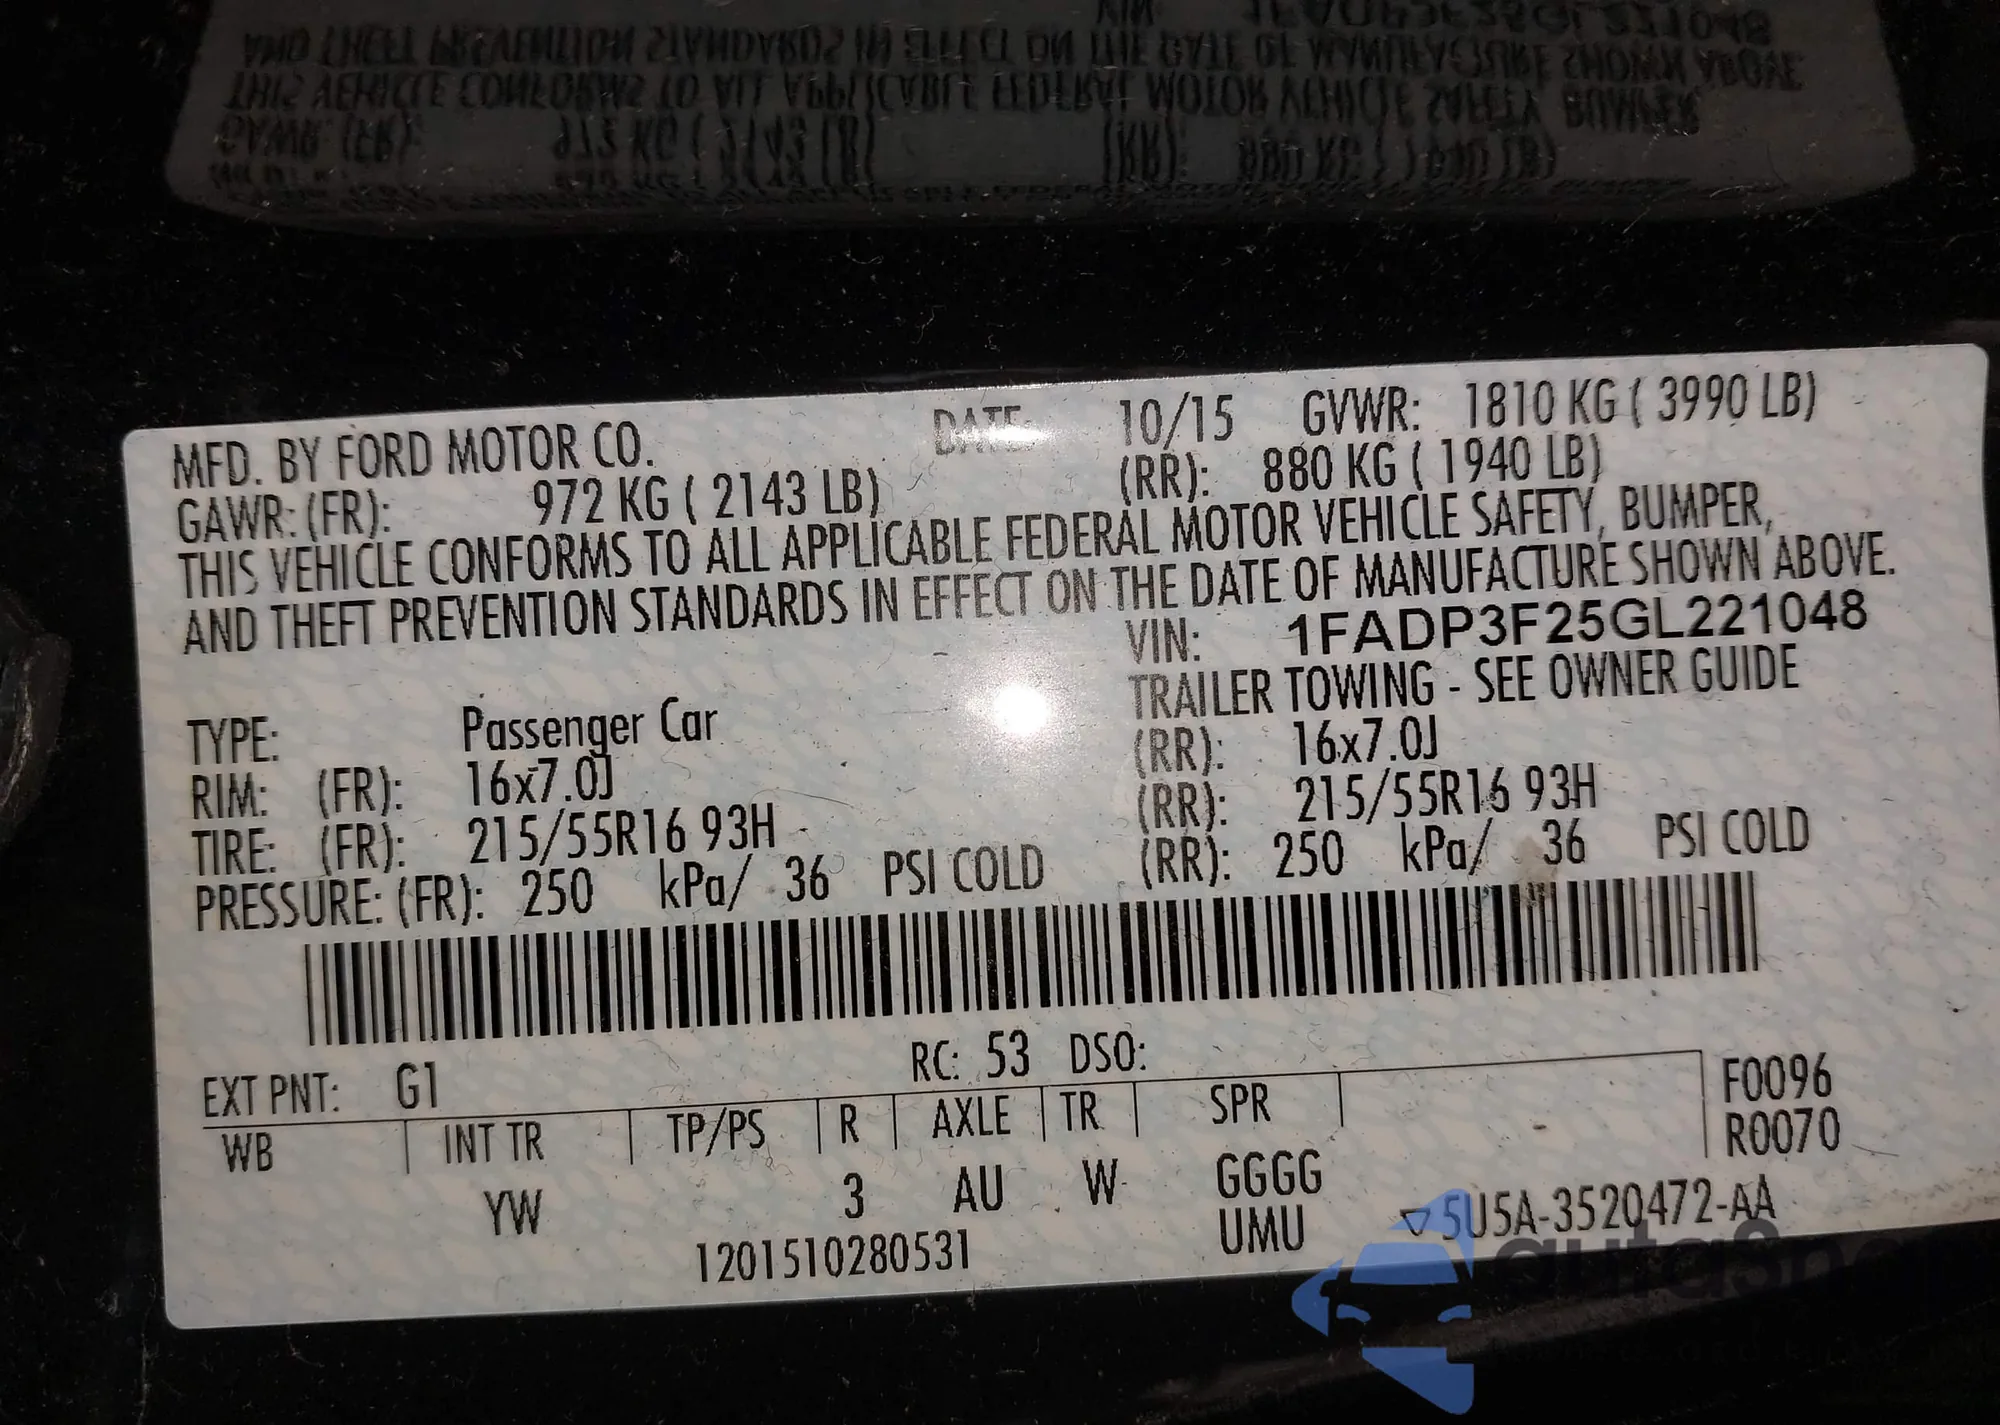 MFD. BY FORD MOTOR CO. DATE: 10/15 GVWR: 1810 KG ( 3990 LB)
GAWR: (FR): 972 KG ( 2143 LB) (RR): 880 KG ( 1940 LB)
THIS VEHICLE CONFORMS TO ALL APPLICABLE FEDERAL MOTOR VEHICLE SAFETY, BUMPER,
AND THEFT PREVENTION STANDARDS IN EFFECT ON THE DATE OF MANUFACTURE SHOWN ABOVE.
VIN: 1FADP3F25GL221048
TRAILER TOWING - SEE OWNER GUIDE
TYPE: Passenger Car
RIM: (FR): 16x7.0J (RR): 16x7.0J
TIRE: (FR): 215/55R16 93H (RR): 215/55R16 93H
PRESSURE: (FR): 250 kPa/ 36 PSI COLD (RR): 250 kPa/ 36 PSI COLD
RC: 53 DSO:
EXT PNT: G1 F0096
WB INT TR TP/PS R AXLE TR SPR R0070
YW 3 AU W GGGG
UMU ▽5U5A-3520472-AA
1201510280531